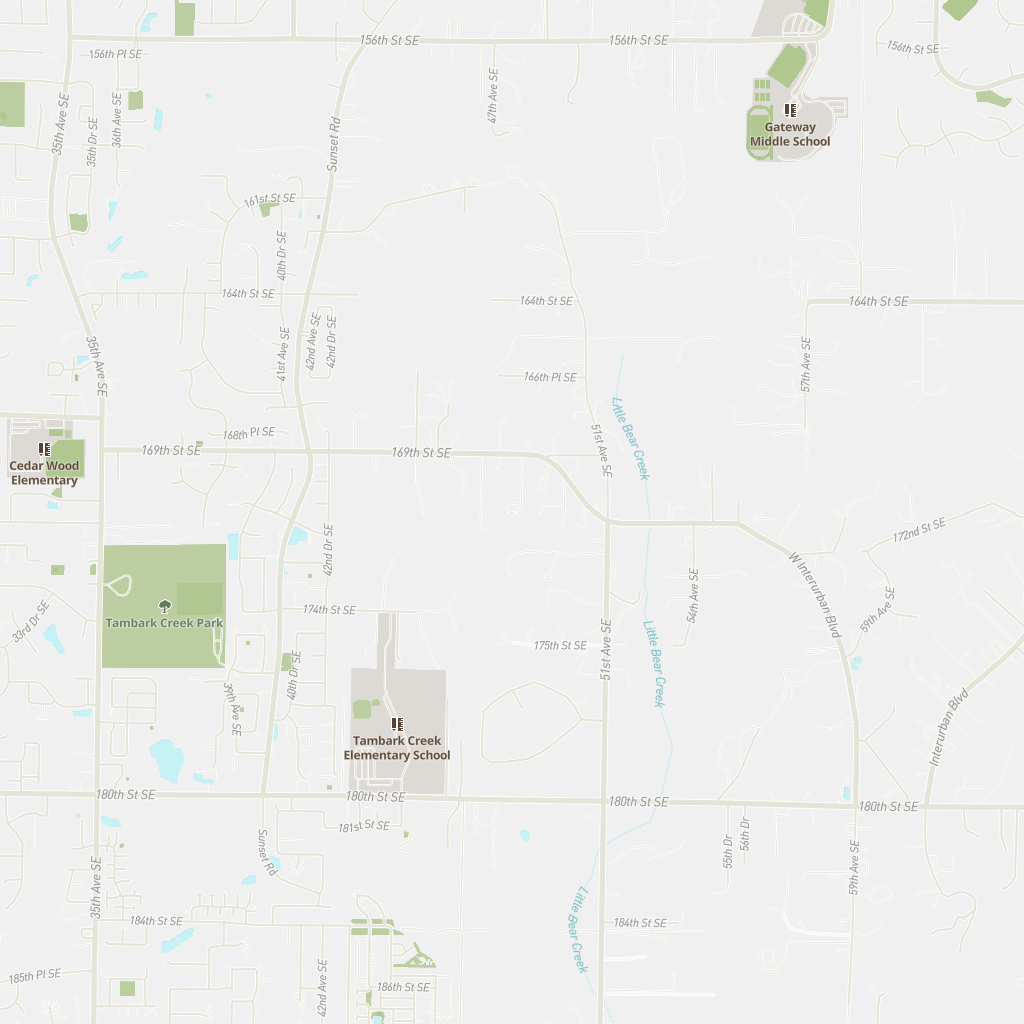 156th St SE
156th St SE
156th St SE
156th Pl SE
35th Ave SE
35th Dr SE
36th Ave SE
Sunset Rd
47th Ave SE
Gateway
Middle School
161st St SE
40th Dr SE
164th St SE
164th St SE
164th St SE
35th Ave SE
41st Ave SE
42nd Ave SE
42nd Dr SE
57th Ave SE
166th Pl SE
Little Bear Creek
51st Ave SE
168th Pl SE
169th St SE
169th St SE
Cedar Wood
Elementary
42nd Dr SE
172nd St SE
W Interurban Blvd
54th Ave SE
59th Ave SE
33rd Dr SE
Tambark Creek Park
174th St SE
175th St SE
51st Ave SE
Little Bear Creek
40th Dr SE
39th Ave SE
Interurban Blvd
Tambark Creek
Elementary School
180th St SE
180th St SE
180th St SE
180th St SE
181st St SE
Sunset Rd
55th Dr
56th Dr
59th Ave SE
35th Ave SE
184th St SE
184th St SE
Little Bear Creek
185th Pl SE
42nd Ave SE
186th St SE